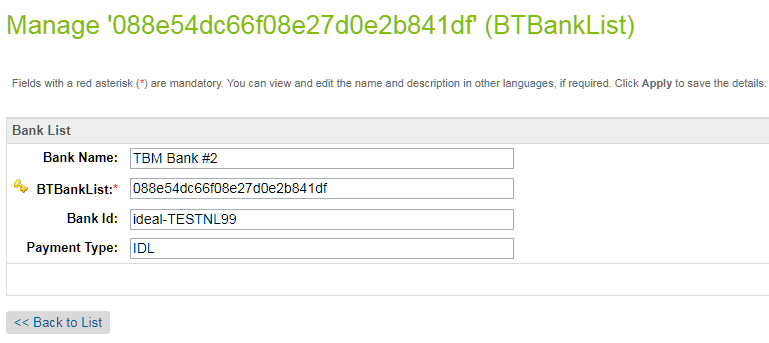 Manage '088e54dc66f08e27d0e2b841df' (BTBankList)
Fields with a red asterisk (*) are mandatory. You can view and edit the name and description in other languages, if required. Click Apply to save the details.
Bank List
Bank Name: TBM Bank #2
BTBankList:* 088e54dc66f08e27d0e2b841df
Bank Id: ideal-TESTNL99
Payment Type: IDL
<< Back to List